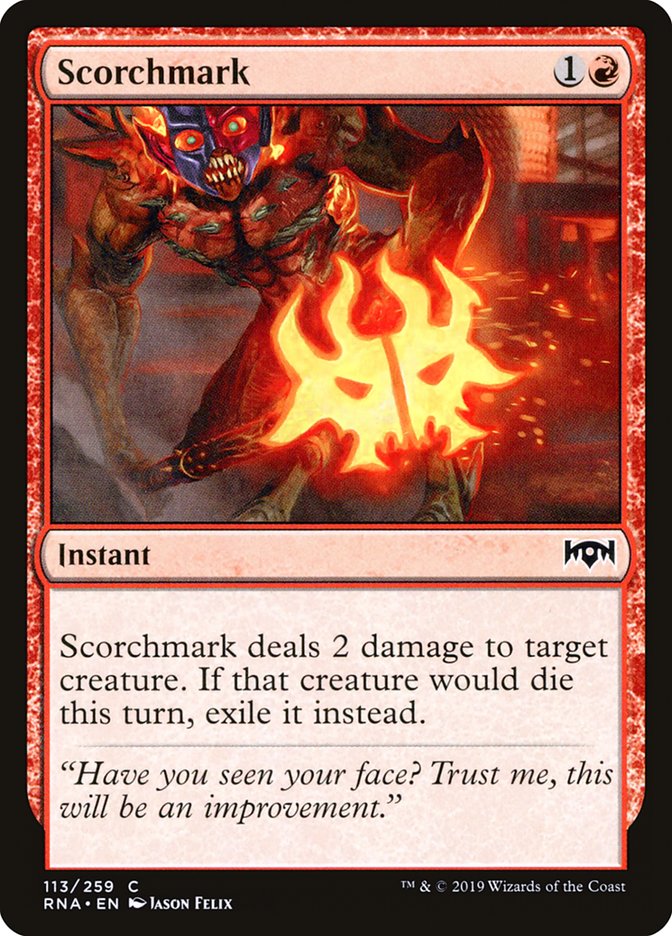 Scorchmark 1
Instant
Scorchmark deals 2 damage to target
creature. If that creature would die
this turn, exile it instead.
“Have you seen your face? Trust me, this
will be an improvement.”
113/259 C
RNA • EN Jason Felix
™ & © 2019 Wizards of the Coast